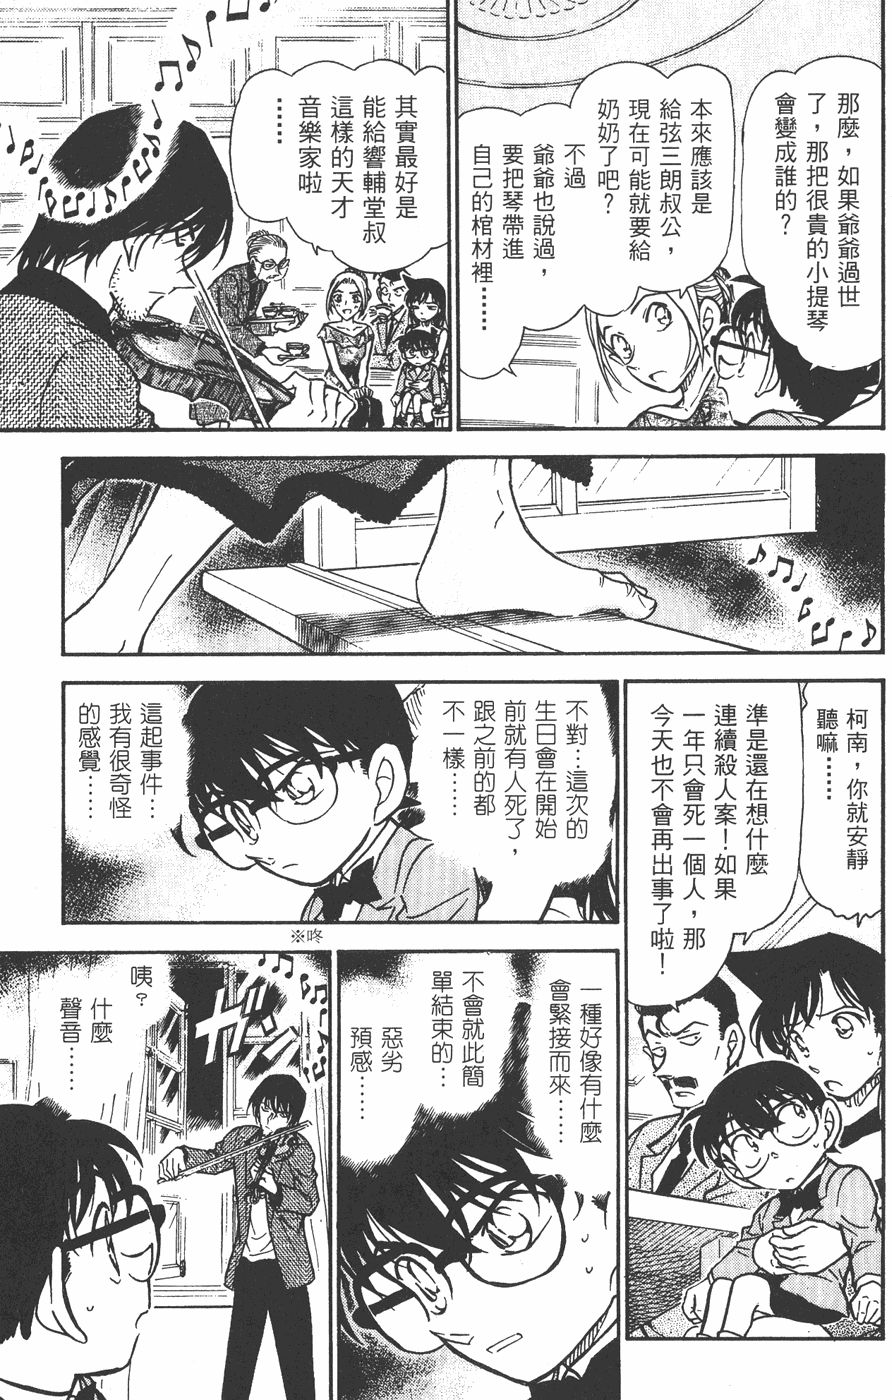 那麼，如果爺爺過世
了，那把很貴的小提琴
會變成誰的？
本來應該是
給弦三朗叔公，
現在可能就要給
奶奶了吧？
不過
爺爺也說過，
要把琴帶進
自己的棺材裡……
其實最好是
能給響輔堂叔
這樣的天才
音樂家啦
……
柯南，你就安靜
聽嘛……
準是還在想什麼
連續殺人案！如果
一年只會死一個人，那
今天也不會再出事了啦！
不對…這次的
生日會在開始
前就有人死了，
跟之前的都
不一樣……
這起事件…
我有很奇怪
的感覺……
一種好像有什麼
會緊接而來……
不會就此簡
單結束的…
惡劣
預感……
※咚
ガン
咦？
什麼
聲音……